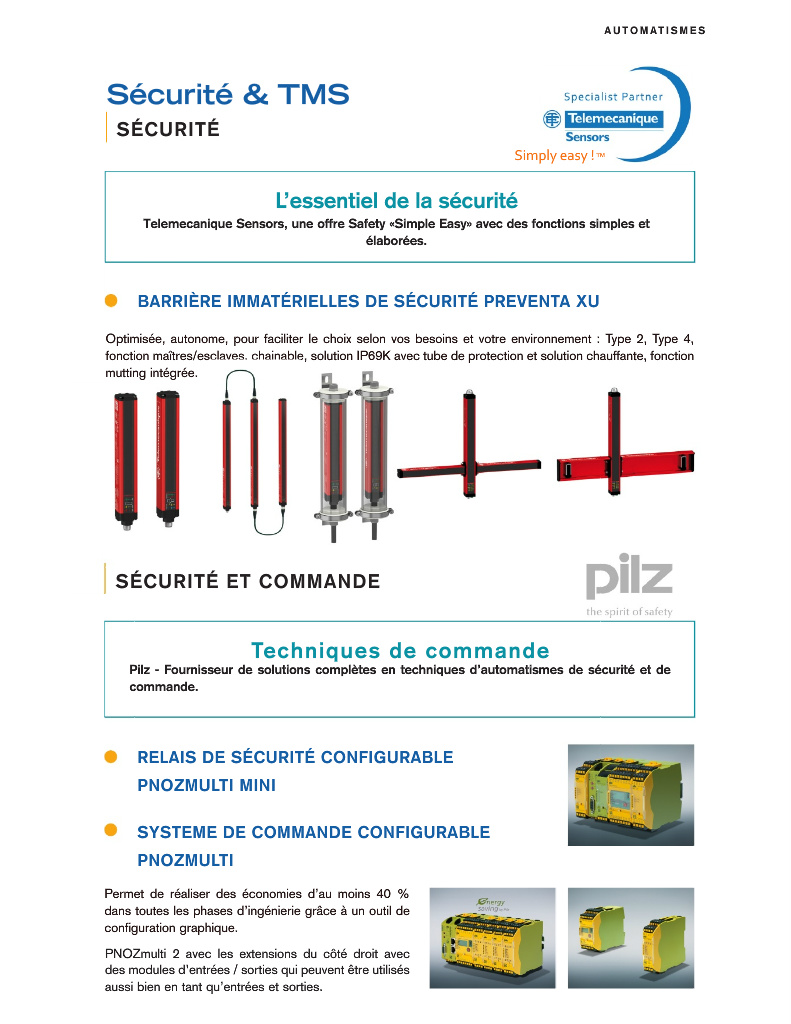 AUTOMATISMES
Sécurité & TMS
SÉCURITÉ
Specialist Partner
Telemecanique
Sensors
Simply easy !™
L'essentiel de la sécurité
Telemecanique Sensors, une offre Safety «Simple Easy» avec des fonctions simples et
élaborées.
BARRIÈRE IMMATÉRIELLES DE SÉCURITÉ PREVENTA XU
Optimisée, autonome, pour faciliter le choix selon vos besoins et votre environnement : Type 2, Type 4,
fonction maîtres/esclaves, chainable, solution IP69K avec tube de protection et solution chauffante, fonction
mutting intégrée.
SÉCURITÉ ET COMMANDE
pilz
the spirit of safety
Techniques de commande
Pilz - Fournisseur de solutions complètes en techniques d'automatismes de sécurité et de
commande.
RELAIS DE SÉCURITÉ CONFIGURABLE
PNOZMULTI MINI
SYSTEME DE COMMANDE CONFIGURABLE
PNOZMULTI
Permet de réaliser des économies d'au moins 40 %
dans toutes les phases d'ingénierie grâce à un outil de
configuration graphique.
energy
saving
PNOZmulti 2 avec les extensions du côté droit avec
des modules d'entrées / sorties qui peuvent être utilisés
aussi bien en tant qu'entrées et sorties.